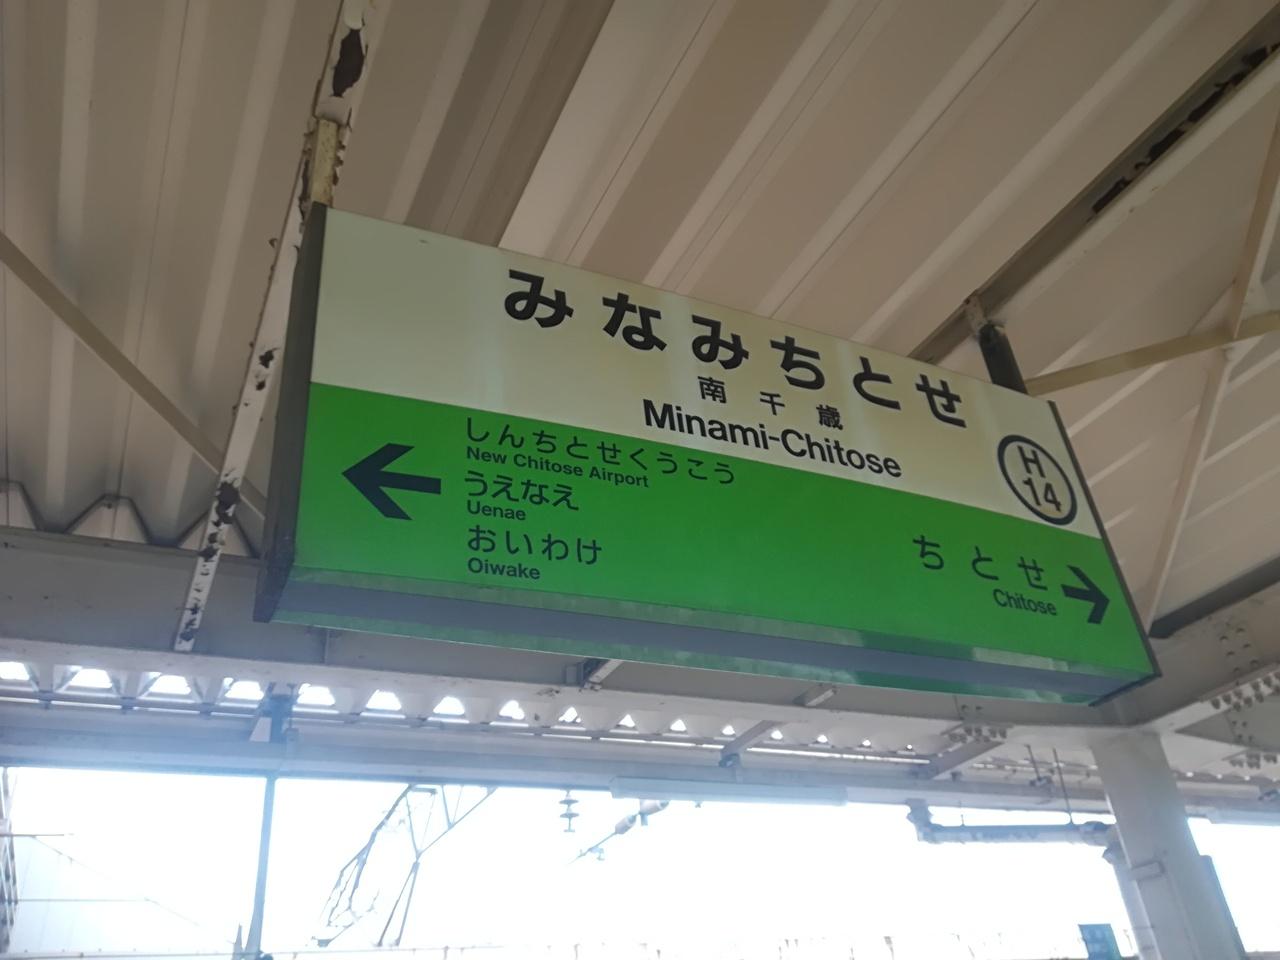 みなみちとせ
南千歳
Minami-Chitose
H
14
しんちとせくうこう
New Chitose Airport
うえなえ
Uenae
おいわけ
Oiwake
ちとせ
Chitose